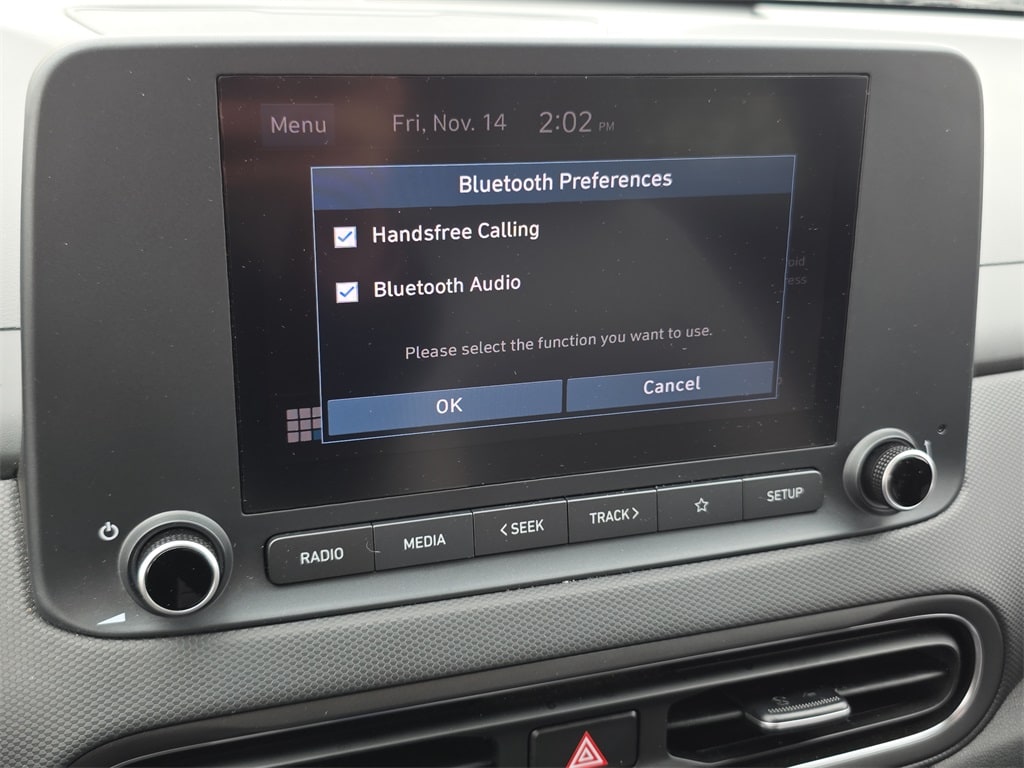 Menu Fri, Nov. 14 2:02 PM
Bluetooth Preferences
Handsfree Calling
Bluetooth Audio
Please select the function you want to use.
OK Cancel
RADIO MEDIA <SEEK TRACK> SETUP